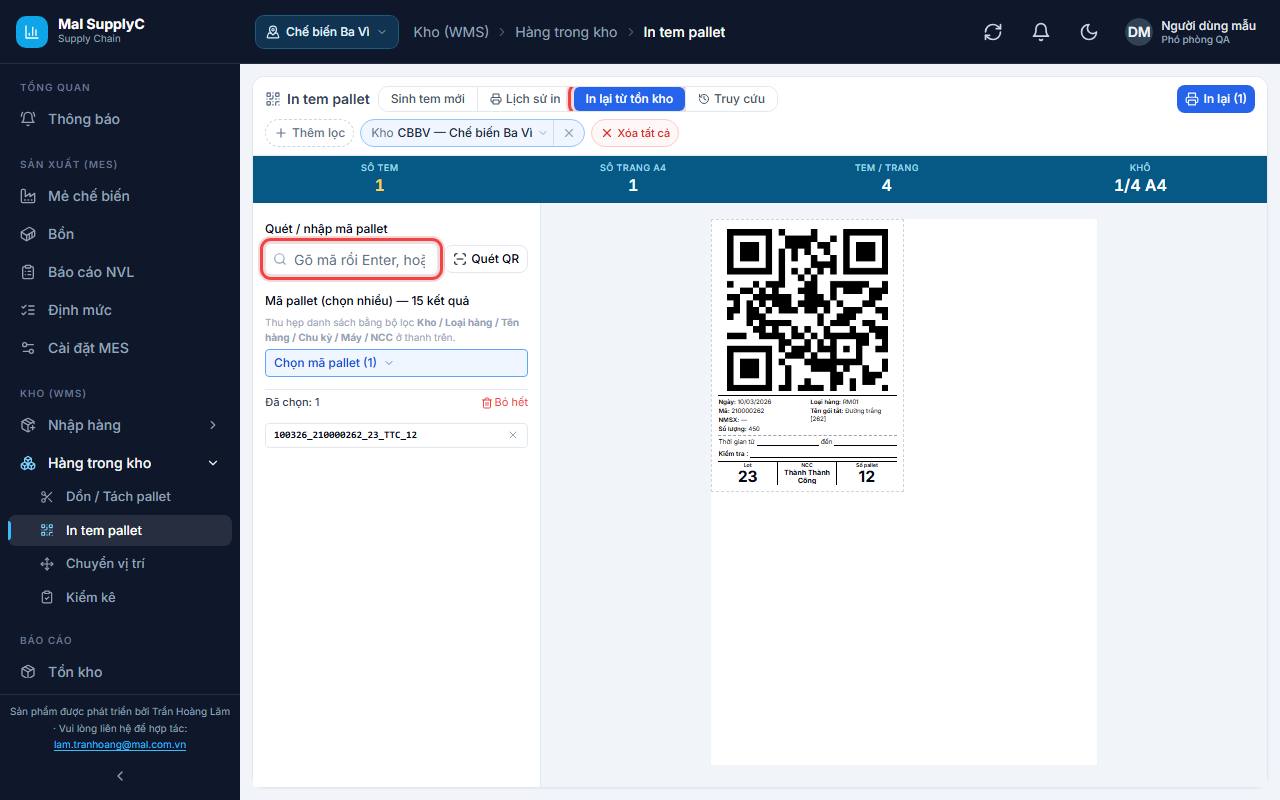 Mal SupplyC
Supply Chain
Chế biến Ba Vì
Kho (WMS)
Hàng trong kho
In tem pallet
DM
Người dùng mẫu
Phó phòng QA
TỔNG QUAN
Thông báo
SẢN XUẤT (MES)
Mẻ chế biến
Bồn
Báo cáo NVL
Định mức
Cài đặt MES
KHO (WMS)
Nhập hàng
Hàng trong kho
Dồn / Tách pallet
In tem pallet
Chuyển vị trí
Kiểm kê
BÁO CÁO
Tồn kho
Sản phẩm được phát triển bởi Trần Hoàng Lâm
· Vui lòng liên hệ để hợp tác:
lam.tranhoang@mal.com.vn
In tem pallet
Sinh tem mới
Lịch sử in
In lại từ tồn kho
Truy cứu
In lại (1)
Thêm lọc
Kho CBBV — Chế biến Ba Vì
Xóa tất cả
SỐ TEM
1
SỐ TRANG A4
1
TEM / TRANG
4
KHỔ
1/4 A4
Quét / nhập mã pallet
Gõ mã rồi Enter, hoặ
Quét QR
Mã pallet (chọn nhiều) — 15 kết quả
Thu hẹp danh sách bằng bộ lọc Kho / Loại hàng / Tên
hàng / Chu kỳ / Máy / NCC ở thanh trên.
Chọn mã pallet (1)
Đã chọn: 1
Bỏ hết
100326_210000262_23_TTC_12
Ngày: 10/03/2026
Mã: 210000262
NMSX: —
Số lượng: 450
Loại hàng: RM01
Tên gói tắt: Đường trắng
[262]
Thời gian từ
đến
Kiểm tra :
Lot
23
NCC
Thành Thành
Công
Số pallet
12